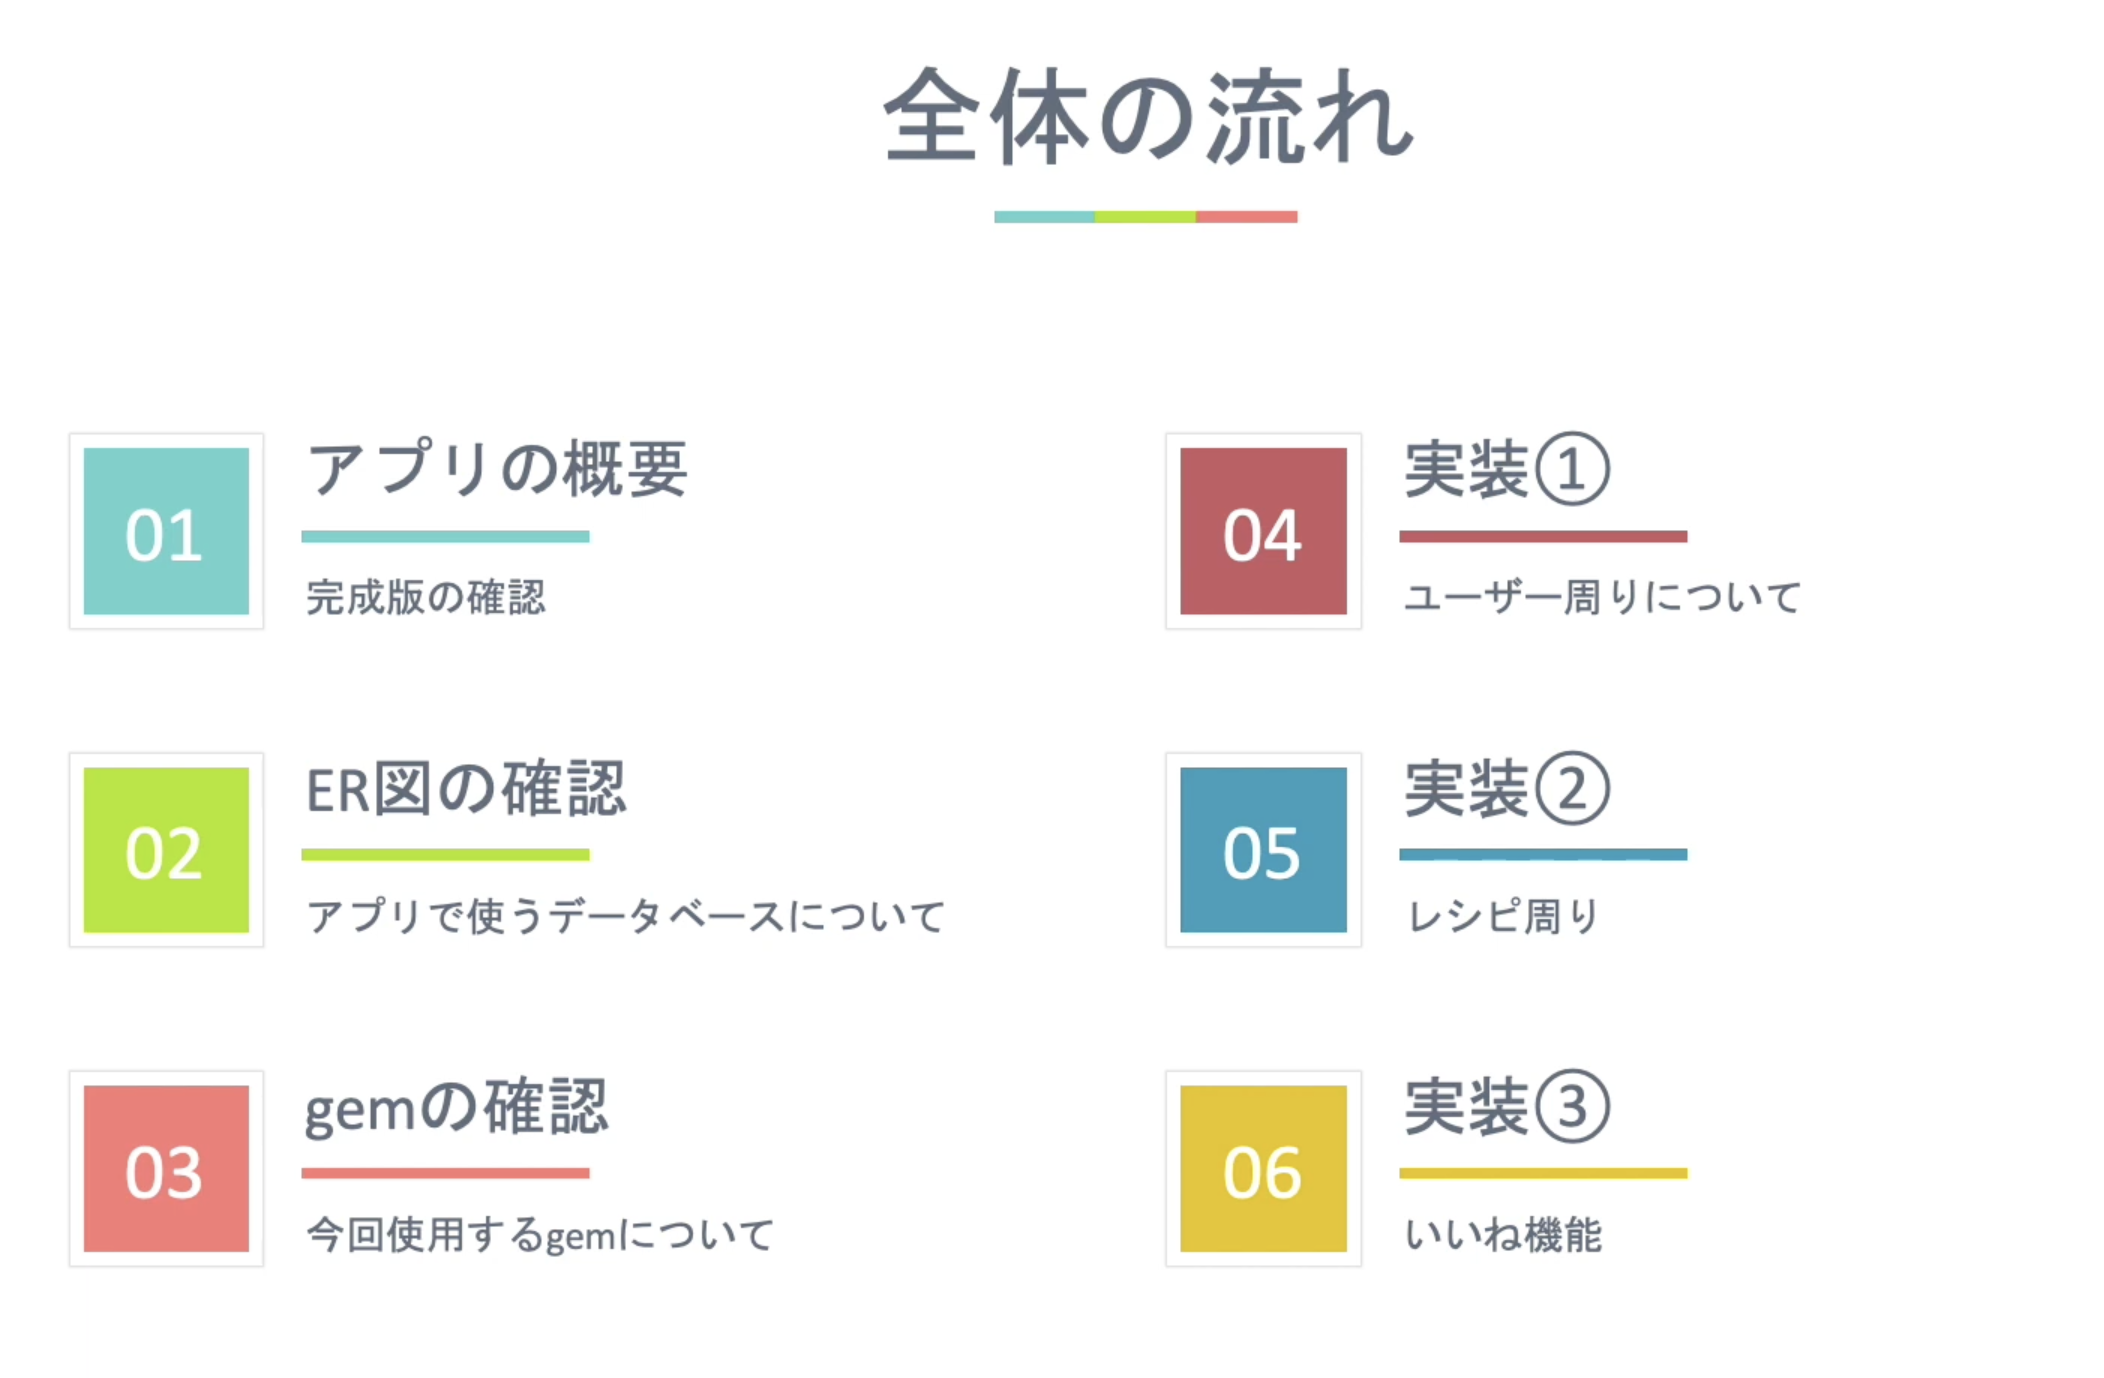 全体の流れ
01
アプリの概要
完成版の確認
02
ER図の確認
アプリで使うデータベースについて
03
gemの確認
今回使用するgemについて
04
実装①
ユーザー周りについて
05
実装②
レシピ周り
06
実装③
いいね機能